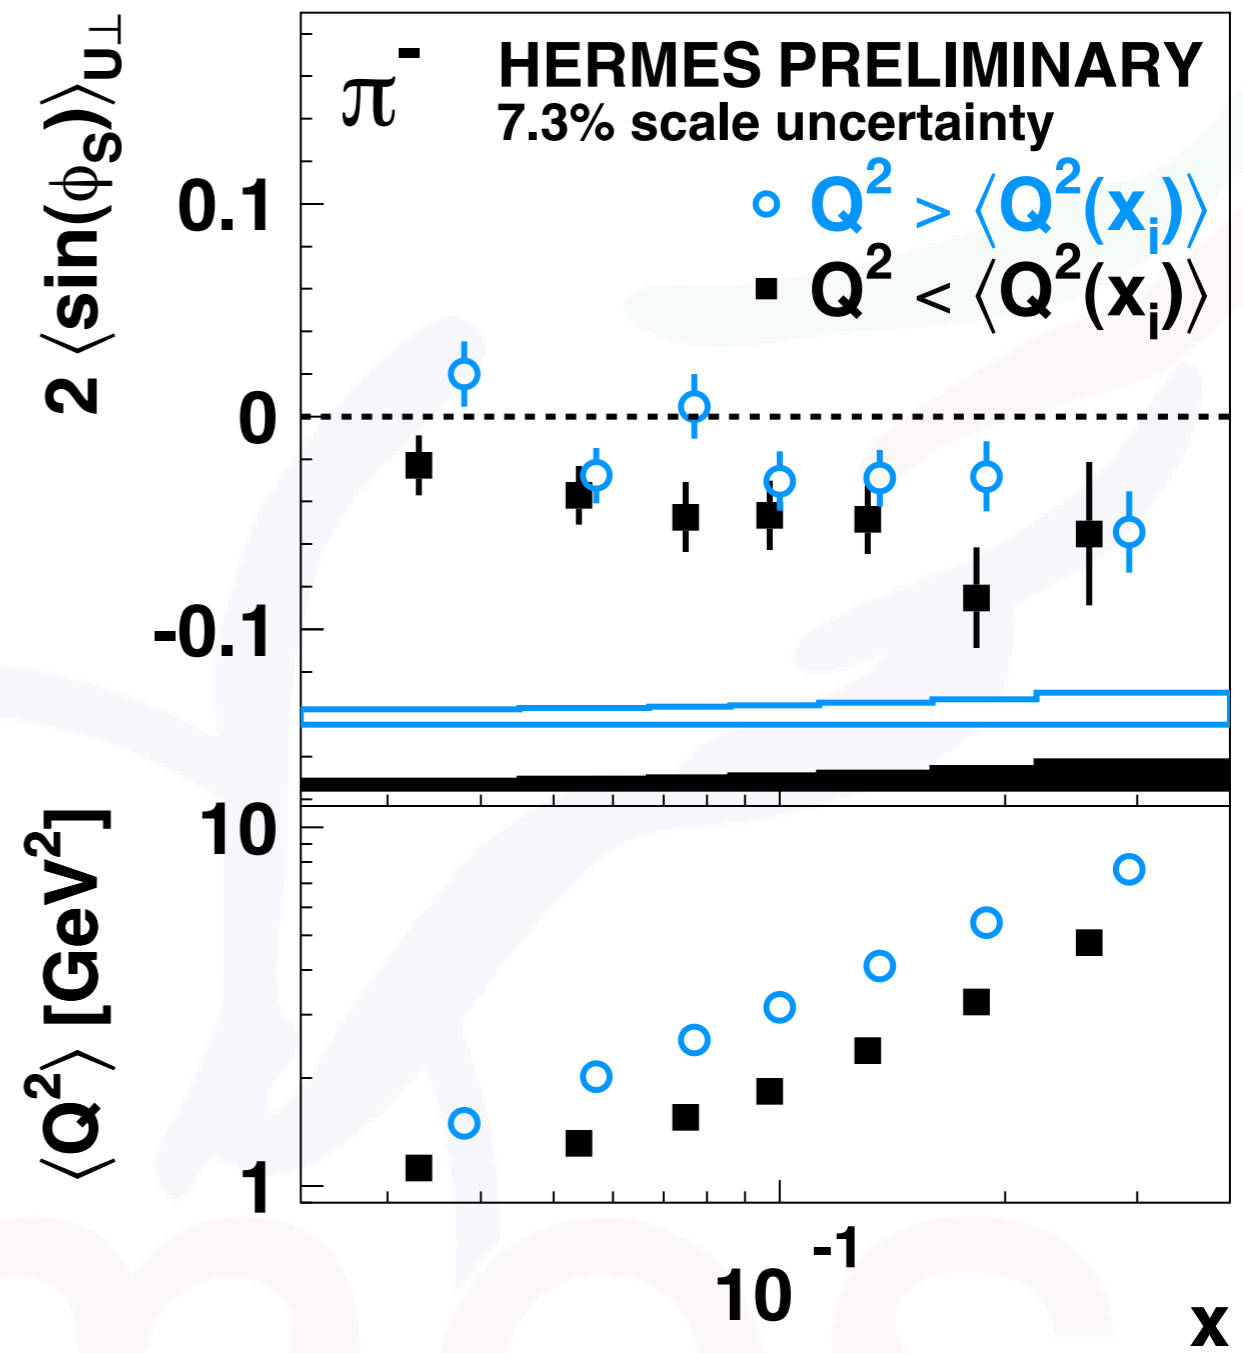 π-
HERMES PRELIMINARY
7.3% scale uncertainty
Q² > ⟨Q²(xᵢ)⟩
Q² < ⟨Q²(xᵢ)⟩
2 ⟨sin(ϕS)⟩U⊥
0.1
0
-0.1
⟨Q²⟩ [GeV²]
10
1
10-1
x